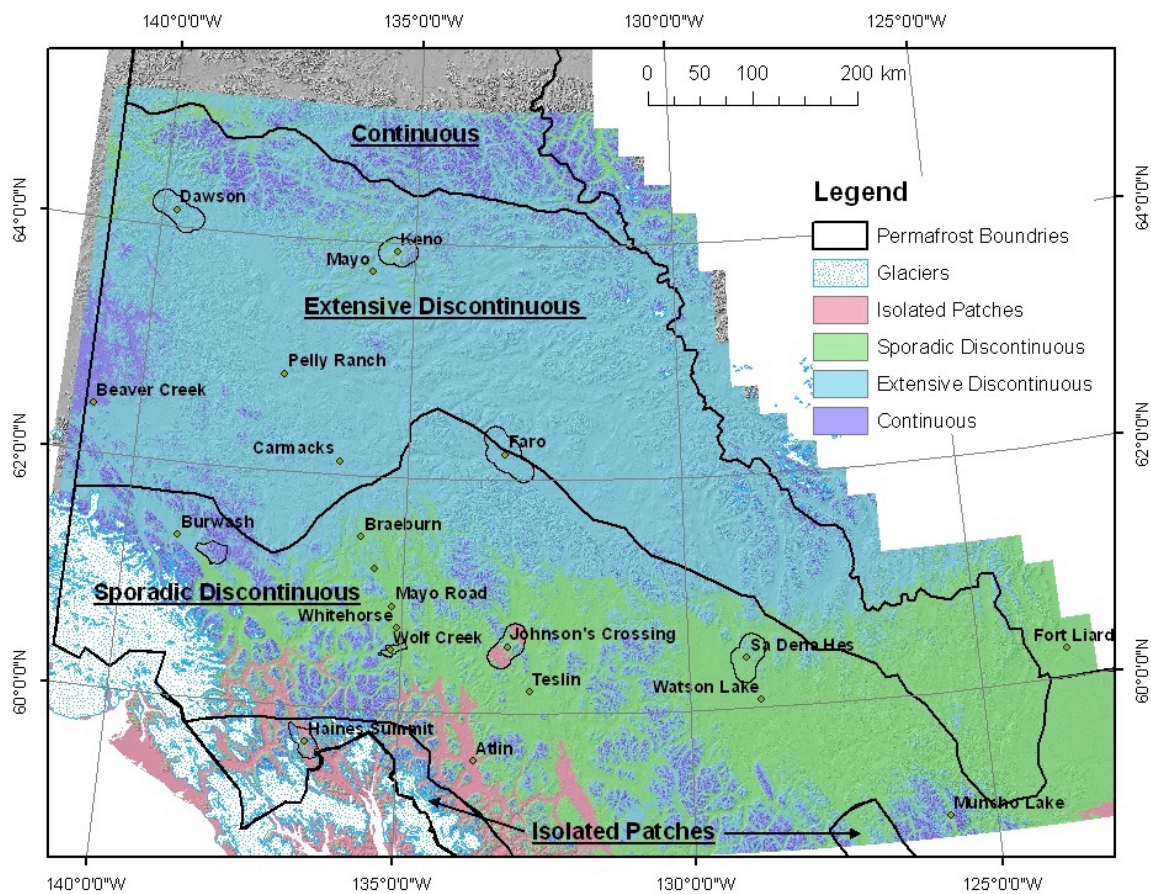 140°0'0"W 135°0'0"W 130°0'0"W 125°0'0"W
0 50 100 200 km
Continuous
Legend
64°0'0"N
64°0'0"N
Dawson
Permafrost Boundries
Keno
Mayo
Glaciers
Extensive Discontinuous
Isolated Patches
Sporadic Discontinuous
Pelly Ranch
Extensive Discontinuous
Beaver Creek
Continuous
62°0'0"N
62°0'0"N
Carmacks
Faro
Burwash
Braeburn
Sporadic Discontinuous
Mayo Road
Whitehorse
Wolf Creek
Johnson's Crossing
Sa Dena Hes
Fort Liard
60°0'0"N
60°0'0"N
Teslin
Watson Lake
Haines Summit
Atlin
Muncho Lake
Isolated Patches
140°0'0"W 135°0'0"W 130°0'0"W 125°0'0"W